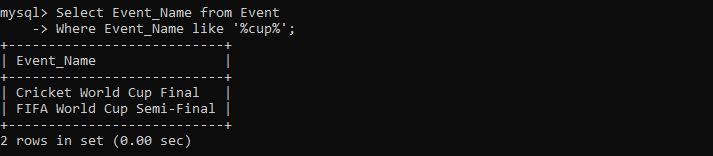 mysql> Select Event_Name from Event
    -> Where Event_Name like '%cup%';
+---------------------------+
| Event_Name                |
+---------------------------+
| Cricket World Cup Final   |
| FIFA World Cup Semi-Final |
+---------------------------+
2 rows in set (0.00 sec)